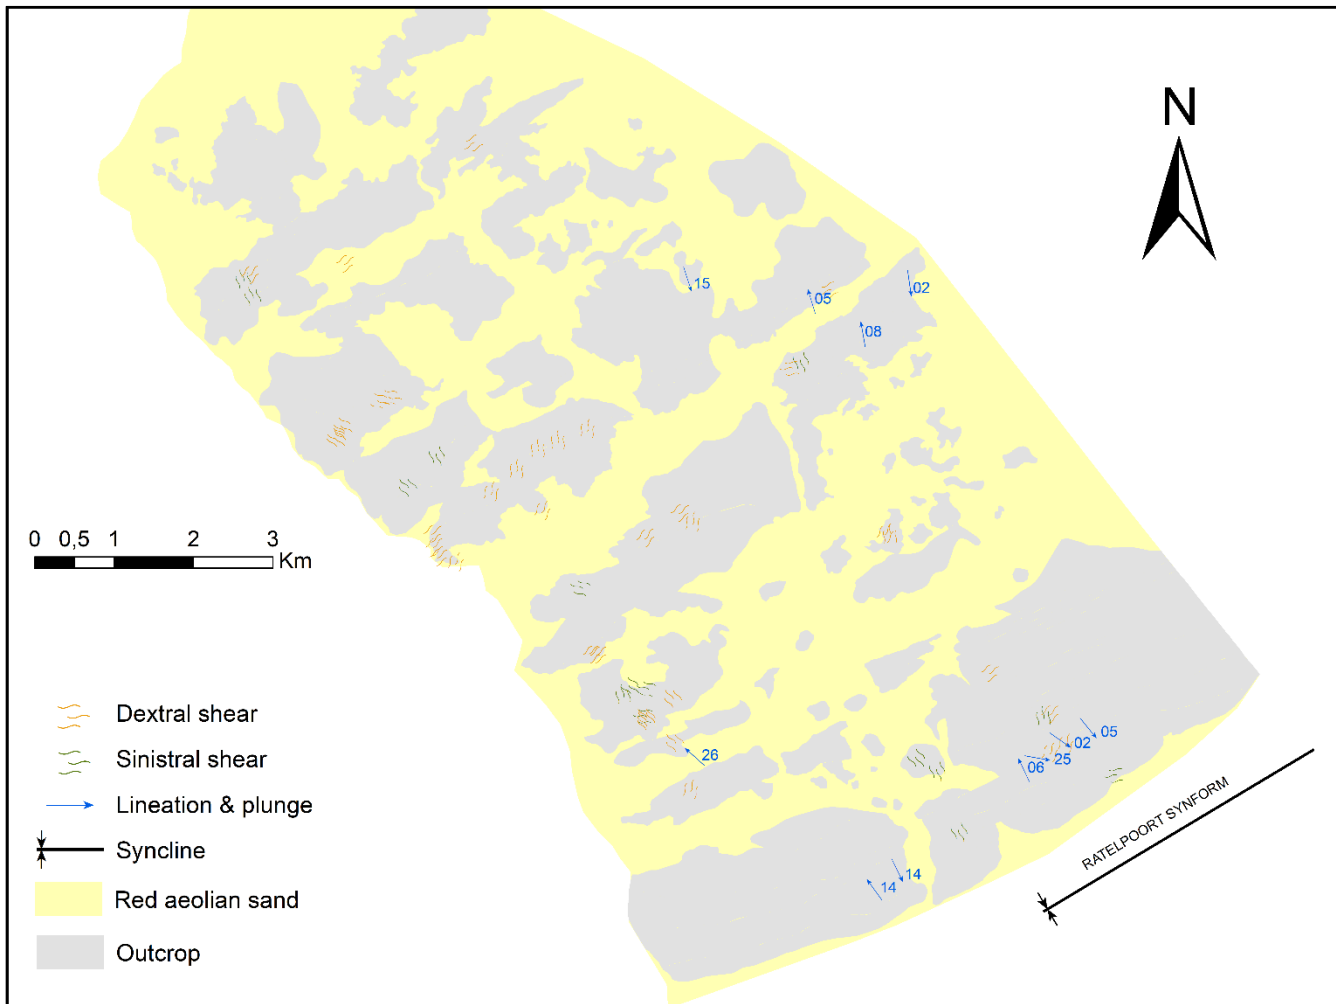 N
15
05
02
08
0 0,5 1 2 3
Km
Dextral shear
Sinistral shear
Lineation & plunge
Syncline
Red aeolian sand
Outcrop
26
05
02
25
06
RATELPOORT SYNFORM
14
14